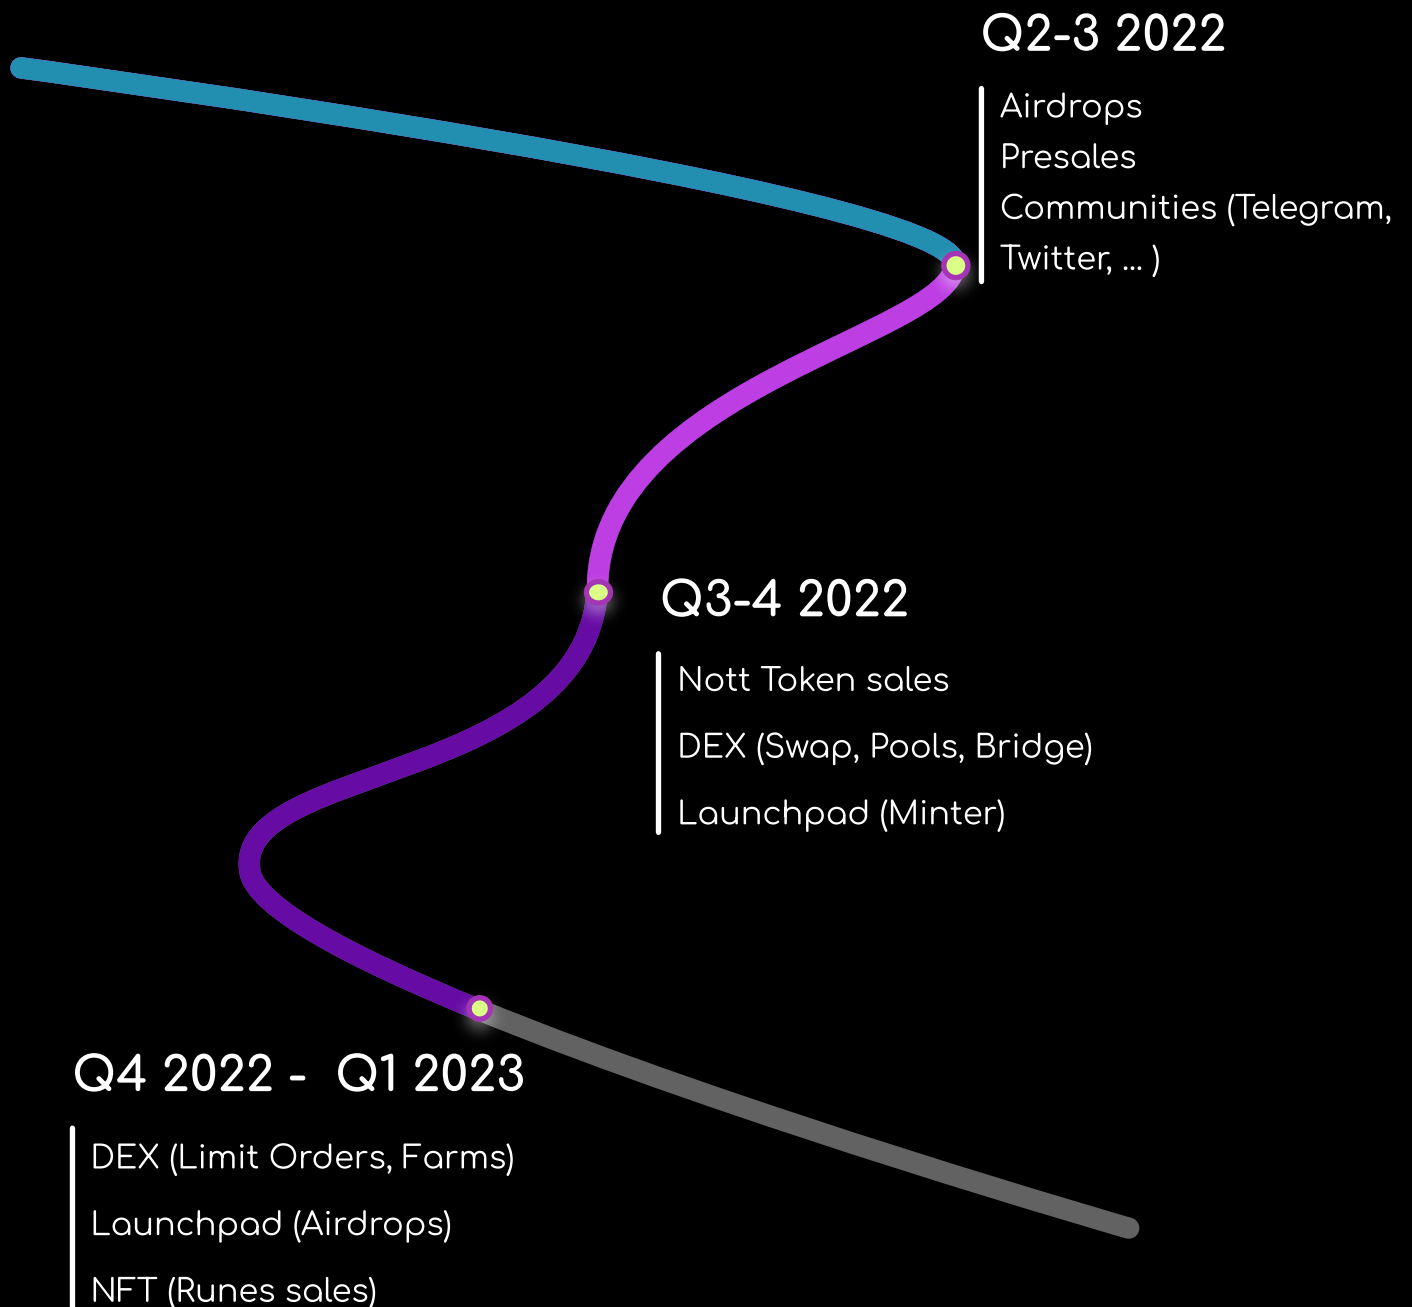 Q2-3 2022
Airdrops
Presales
Communities (Telegram,
Twitter, ... )
Q3-4 2022
Nott Token sales
DEX (Swap, Pools, Bridge)
Launchpad (Minter)
Q4 2022 - Q1 2023
DEX (Limit Orders, Farms)
Launchpad (Airdrops)
NFT (Runes sales)